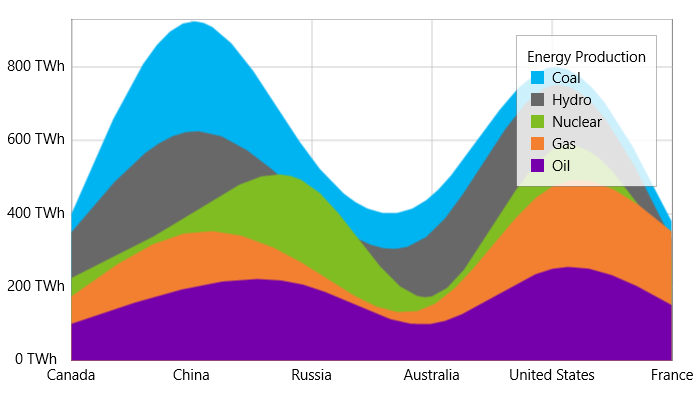 Energy Production
Coal
Hydro
Nuclear
Gas
Oil
800 TWh
600 TWh
400 TWh
200 TWh
0 TWh
Canada China Russia Australia United States France